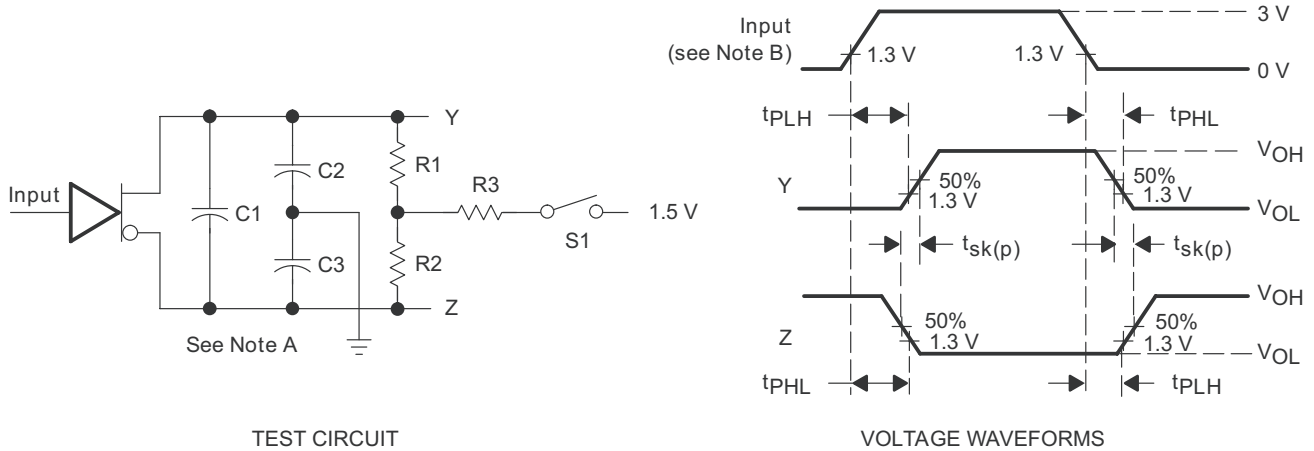 Input
Y
C2
R1
C1
R3
S1
1.5 V
C3
R2
Z
See Note A
TEST CIRCUIT
Input
(see Note B)
1.3 V
1.3 V
3 V
0 V
tPLH
tPHL
Y
50%
1.3 V
50%
1.3 V
VOH
VOL
tsk(p)
tsk(p)
Z
50%
1.3 V
50%
1.3 V
VOH
VOL
tPHL
tPLH
VOLTAGE WAVEFORMS